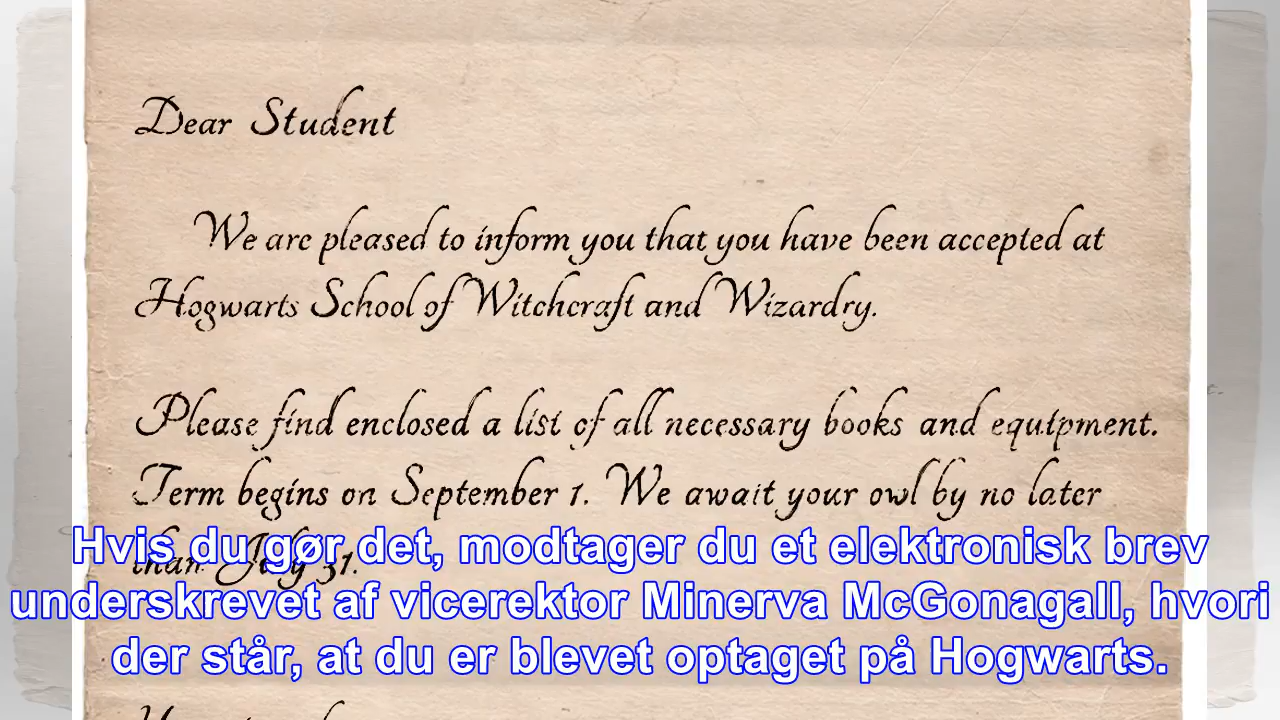 Dear Student
We are pleased to inform you that you have been accepted at
Hogwarts School of Witchcraft and Wizardry.
Please find enclosed a list of all necessary books and equipment.
Term begins on September 1. We await your owl by no later
than July 31.
Hvis du gør det, modtager du et elektronisk brev
underskrevet af vicerektor Minerva McGonagall, hvori
der står, at du er blevet optaget på Hogwarts.